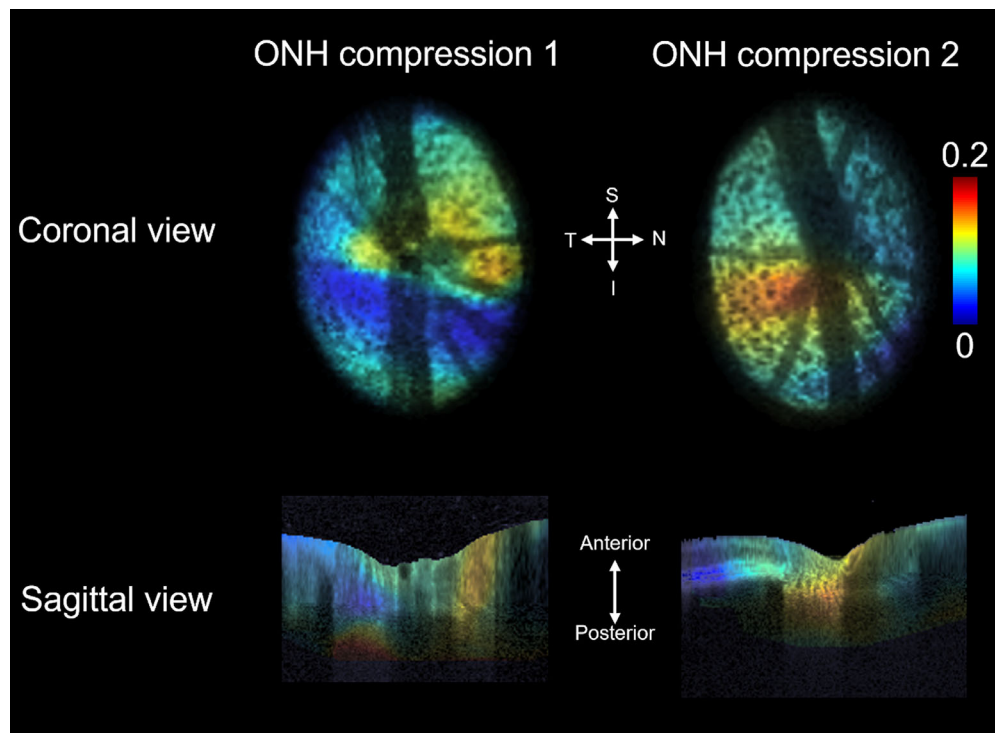 ONH compression 1
ONH compression 2
0.2
Coronal view
S
T
N
I
0
Anterior
Sagittal view
Posterior